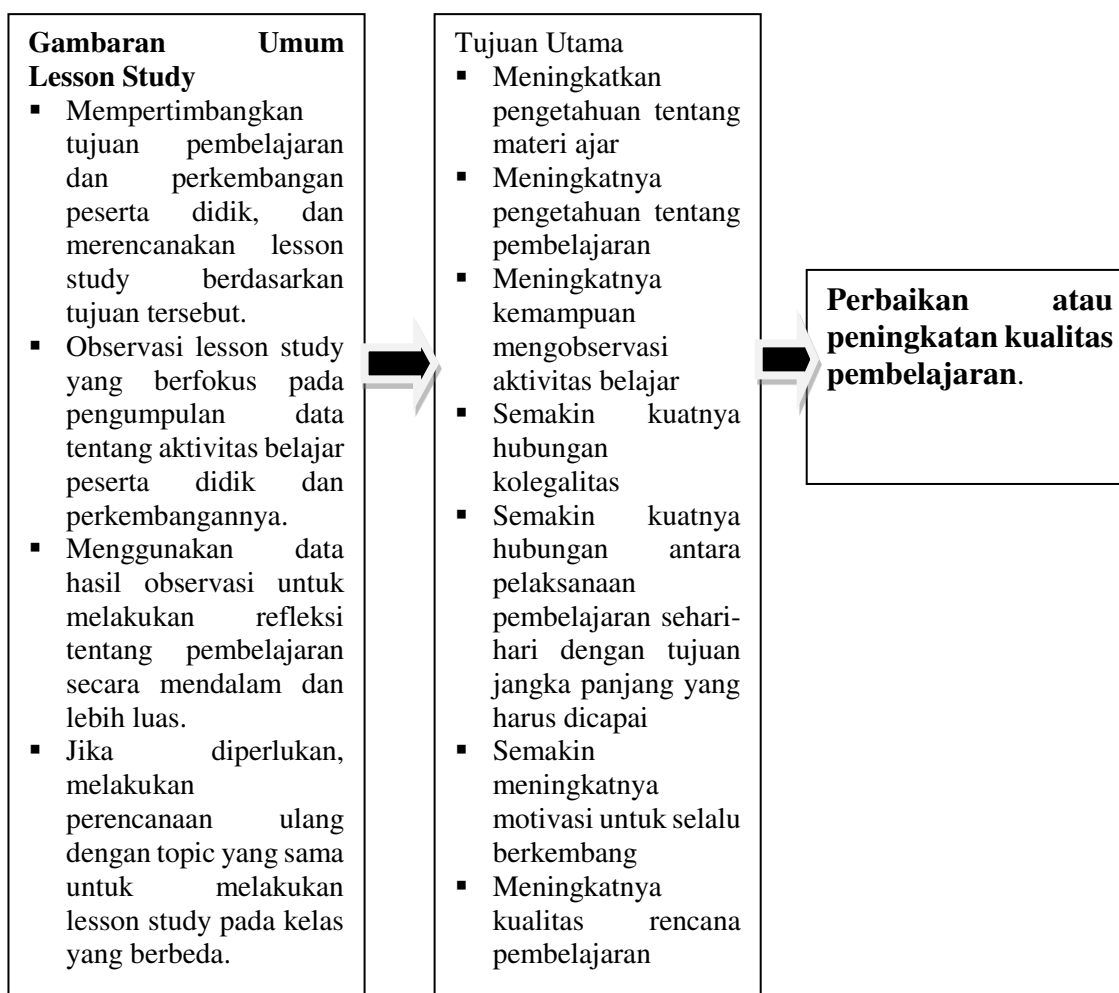 Gambaran Umum
Lesson Study
▪ Mempertimbangkan
tujuan pembelajaran
dan perkembangan
peserta didik, dan
merencanakan lesson
study berdasarkan
tujuan tersebut.
▪ Observasi lesson study
yang berfokus pada
pengumpulan data
tentang aktivitas belajar
peserta didik dan
perkembangannya.
▪ Menggunakan data
hasil observasi untuk
melakukan refleksi
tentang pembelajaran
secara mendalam dan
lebih luas.
▪ Jika diperlukan,
melakukan
perencanaan ulang
dengan topic yang sama
untuk melakukan
lesson study pada kelas
yang berbeda.
Tujuan Utama
▪ Meningkatkan
pengetahuan tentang
materi ajar
▪ Meningkatnya
pengetahuan tentang
pembelajaran
▪ Meningkatnya
kemampuan
mengobservasi
aktivitas belajar
▪ Semakin kuatnya
hubungan
kolegalitas
▪ Semakin kuatnya
hubungan antara
pelaksanaan
pembelajaran sehari-
hari dengan tujuan
jangka panjang yang
harus dicapai
▪ Semakin
meningkatnya
motivasi untuk selalu
berkembang
▪ Meningkatnya
kualitas rencana
pembelajaran
Perbaikan atau
peningkatan kualitas
pembelajaran.